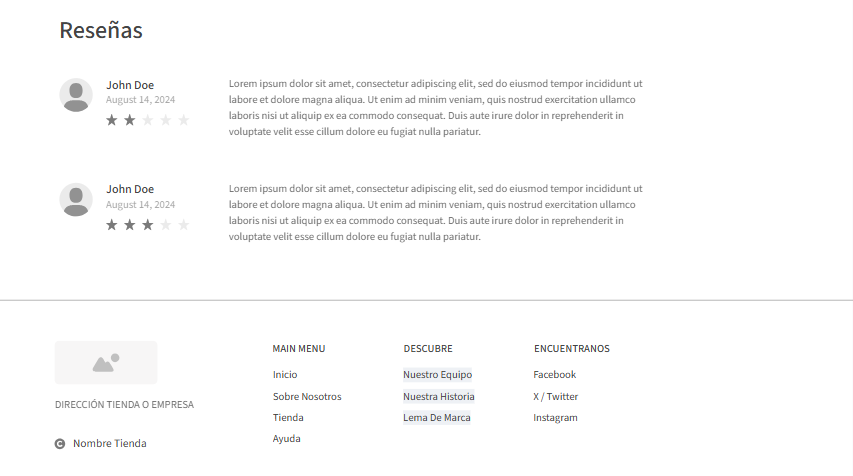 Reseñas
John Doe
August 14, 2024
Lorem ipsum dolor sit amet, consectetur adipiscing elit, sed do eiusmod tempor incididunt ut
labore et dolore magna aliqua. Ut enim ad minim veniam, quis nostrud exercitation ullamco
laboris nisi ut aliquip ex ea commodo consequat. Duis aute irure dolor in reprehenderit in
voluptate velit esse cillum dolore eu fugiat nulla pariatur.
John Doe
August 14, 2024
Lorem ipsum dolor sit amet, consectetur adipiscing elit, sed do eiusmod tempor incididunt ut
labore et dolore magna aliqua. Ut enim ad minim veniam, quis nostrud exercitation ullamco
laboris nisi ut aliquip ex ea commodo consequat. Duis aute irure dolor in reprehenderit in
voluptate velit esse cillum dolore eu fugiat nulla pariatur.
DIRECCIÓN TIENDA O EMPRESA
© Nombre Tienda
MAIN MENU
Inicio
Sobre Nosotros
Tienda
Ayuda
DESCUBRE
Nuestro Equipo
Nuestra Historia
Lema De Marca
ENCUENTRANOS
Facebook
X / Twitter
Instagram